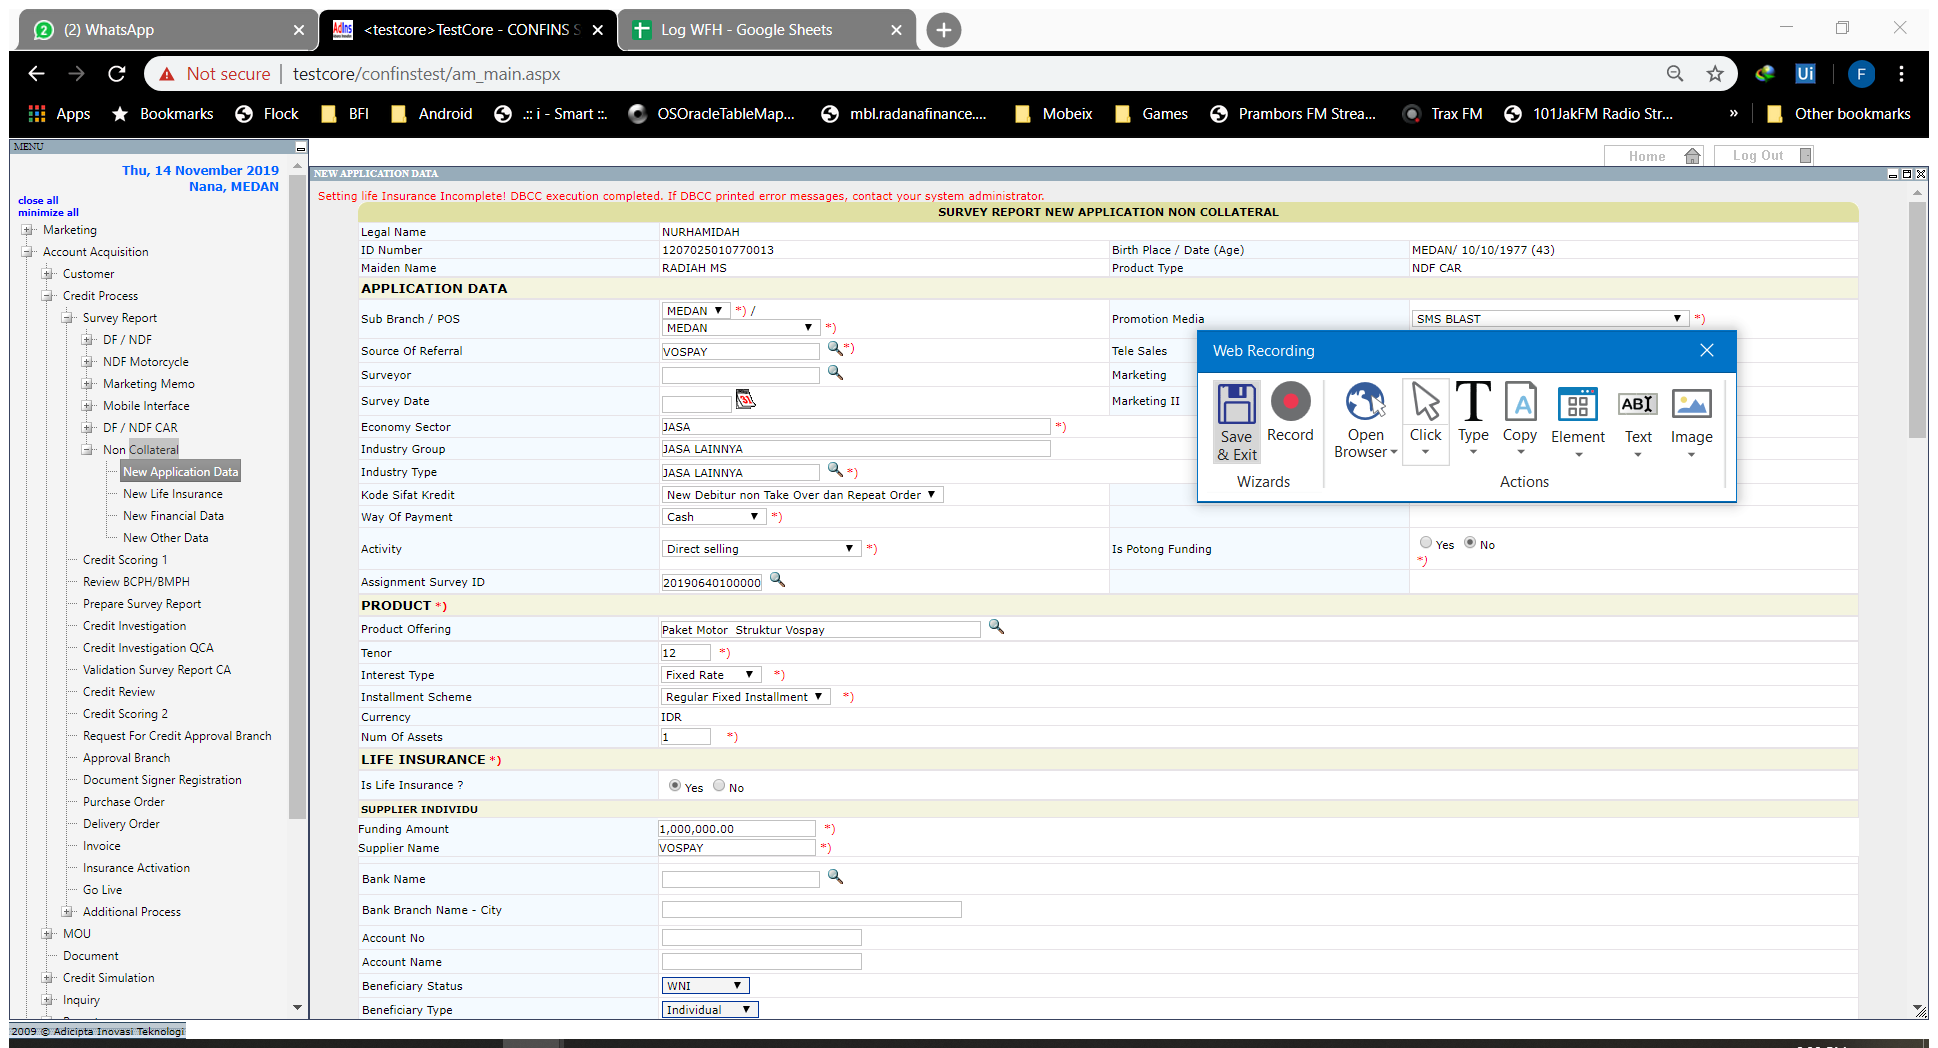 (2) WhatsApp
<testcore>TestCore - CONFINS S
Log WFH - Google Sheets
Not secure | testcore/confinstest/am_main.aspx
Ui
F
Apps
Bookmarks
Flock
BFI
Android
.:: i - Smart ::.
OSOracleTableMap...
mbl.radanafinance....
Mobeix
Games
Prambors FM Strea...
Trax FM
101JakFM Radio Str...
»
Other bookmarks
MENU
Home
Log Out
Thu, 14 November 2019
Nana, MEDAN
close all
minimize all
Marketing
Account Acquisition
Customer
Credit Process
Survey Report
DF / NDF
NDF Motorcycle
Marketing Memo
Mobile Interface
DF / NDF CAR
Non Collateral
New Application Data
New Life Insurance
New Financial Data
New Other Data
Credit Scoring 1
Review BCPH/BMPH
Prepare Survey Report
Credit Investigation
Credit Investigation QCA
Validation Survey Report CA
Credit Review
Credit Scoring 2
Request For Credit Approval Branch
Approval Branch
Document Signer Registration
Purchase Order
Delivery Order
Invoice
Insurance Activation
Go Live
Additional Process
MOU
Document
Credit Simulation
Inquiry
2009 © Adicipta Inovasi Teknologi
NEW APPLICATION DATA
Setting life Insurance Incomplete! DBCC execution completed. If DBCC printed error messages, contact your system administrator.
SURVEY REPORT NEW APPLICATION NON COLLATERAL
Legal Name NURHAMIDAH
ID Number 1207025010770013 Birth Place / Date (Age) MEDAN/ 10/10/1977 (43)
Maiden Name RADIAH MS Product Type NDF CAR
APPLICATION DATA
Sub Branch / POS MEDAN *) /
MEDAN *)
Promotion Media SMS BLAST *)
Source Of Referral VOSPAY *) Tele Sales
Surveyor Marketing
Survey Date 31 Marketing II
Economy Sector JASA *)
Industry Group JASA LAINNYA
Industry Type JASA LAINNYA *)
Kode Sifat Kredit New Debitur non Take Over dan Repeat Order
Way Of Payment Cash *)
Activity Direct selling *) Is Potong Funding Yes No
*)
Assignment Survey ID 20190640100000
PRODUCT *)
Product Offering Paket Motor Struktur Vospay
Tenor 12 *)
Interest Type Fixed Rate *)
Installment Scheme Regular Fixed Installment *)
Currency IDR
Num Of Assets 1 *)
LIFE INSURANCE *)
Is Life Insurance ? Yes No
SUPPLIER INDIVIDU
Funding Amount 1,000,000.00 *)
Supplier Name VOSPAY *)
Bank Name
Bank Branch Name - City
Account No
Account Name
Beneficiary Status WNI
Beneficiary Type Individual
Web Recording
Save & Exit
Record
Open Browser
Click
Type
Copy
Element
Text
Image
Wizards
Actions